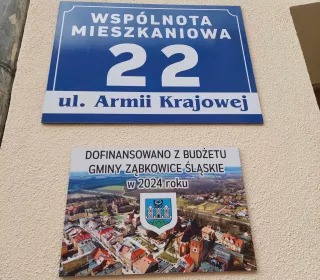 WSPÓLNOTA
MIESZKANIOWA
22
ul. Armii Krajowej
DOFINANSOWANO Z BUDŻETU
GMINY ZĄBKOWICE ŚLĄSKIE
w 2024 roku